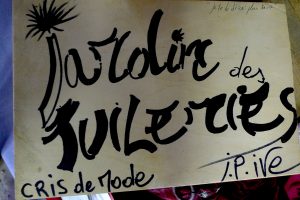 Jardin des
Tuileries
CRIS de Mode J.P. ive